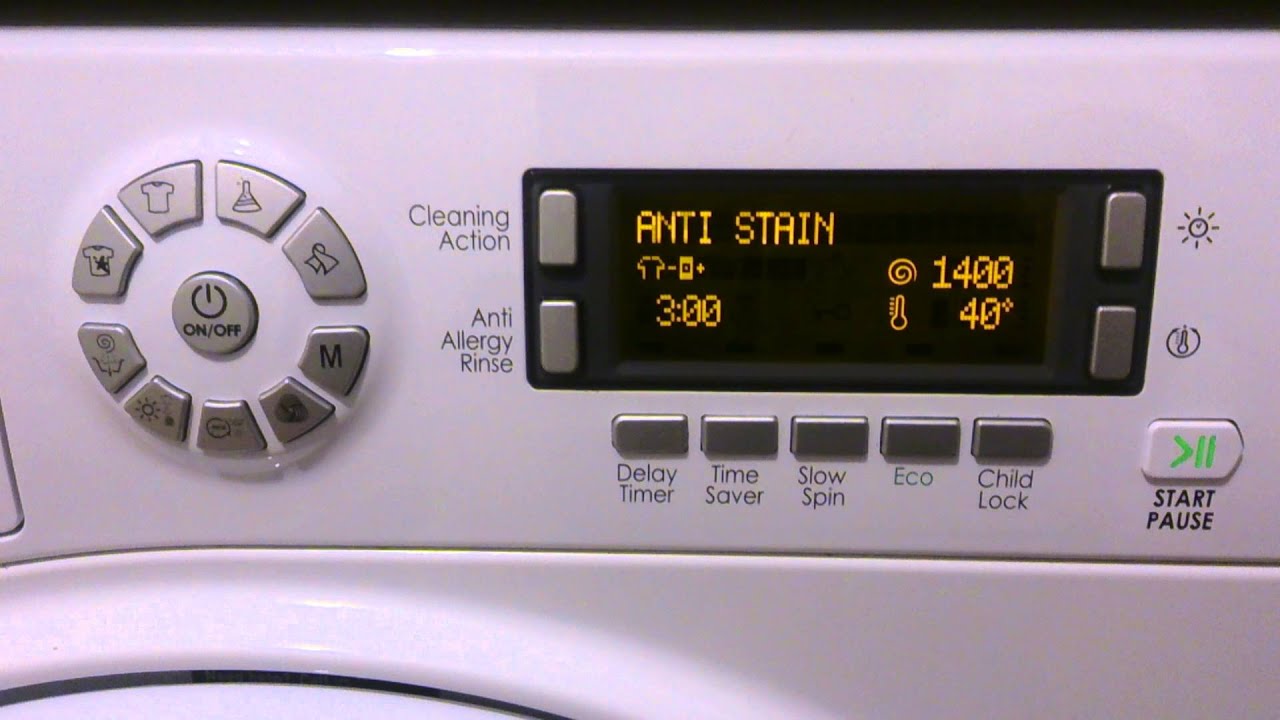 ON/OFF
M
Cleaning
Action
Anti
Allergy
Rinse
ANTI STAIN
1400
3:00
40°
Delay
Timer
Time
Saver
Slow
Spin
Eco
Child
Lock
START
PAUSE